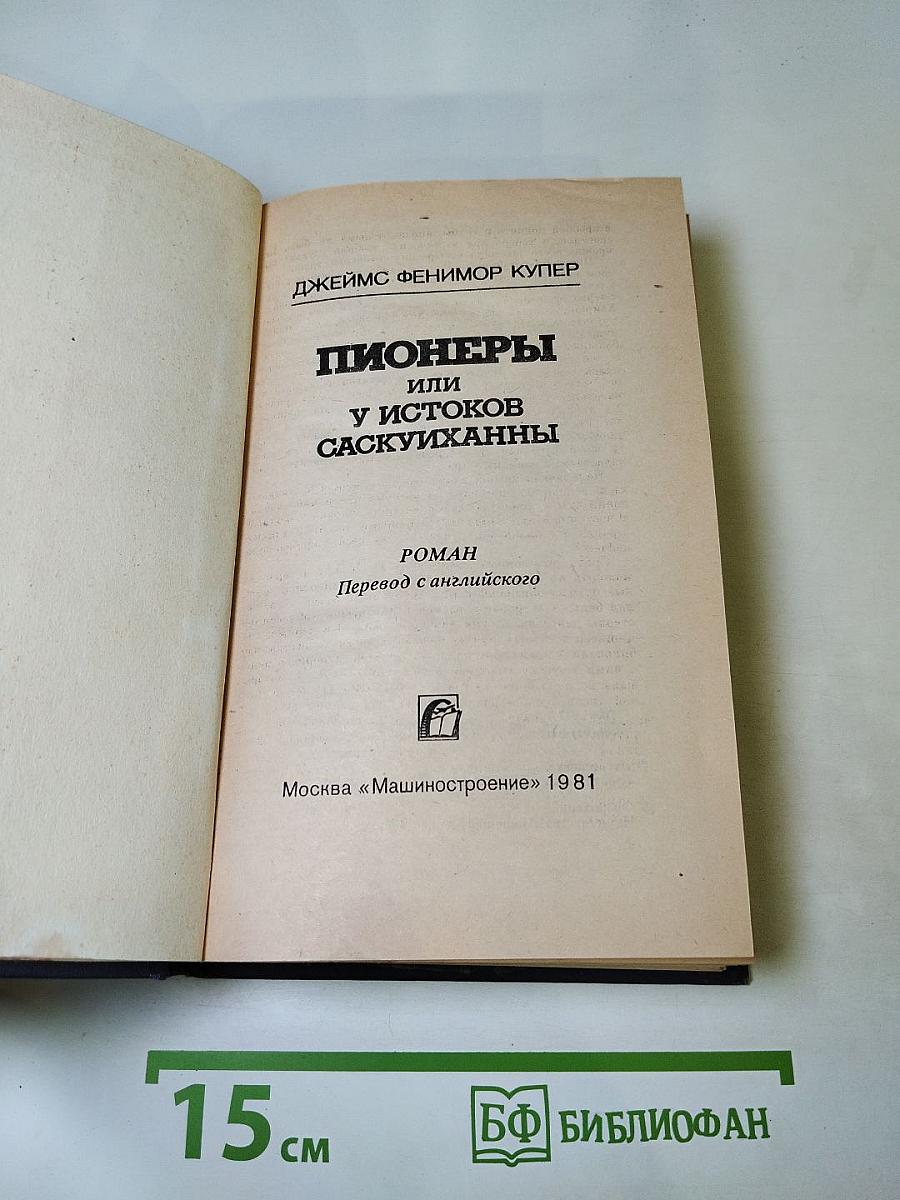 ДЖЕЙМС ФЕНИМОР КУПЕР
ПИОНЕРЫ
ИЛИ
У ИСТОКОВ
САСКУИХАННЫ
РОМАН
Перевод с английского
Москва «Машиностроение» 1981
15 см
БФ БИБЛИОФАН